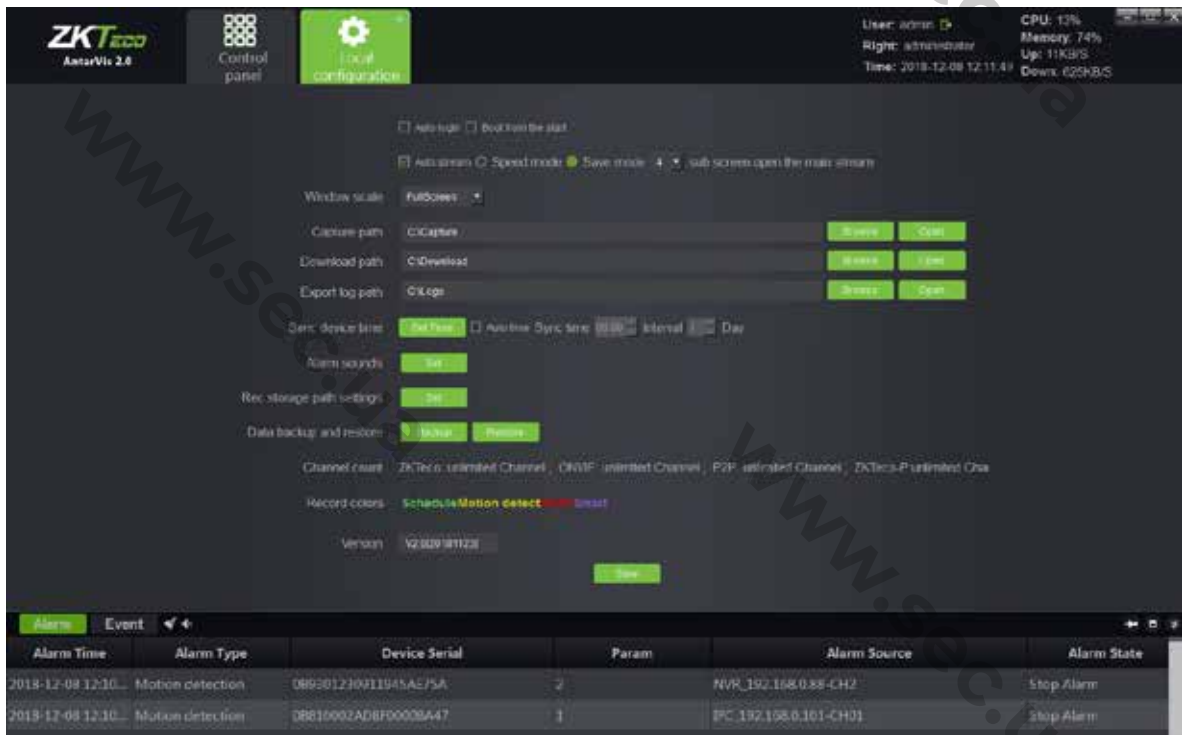 ZKTECO
AntarVis 2.0
Control panel
Local configuration
User: admin
Right: administrator
Time: 2018-12-08 12:11:49
CPU: 13%
Memory: 74%
Up: 11KB/S
Down: 625KB/S
Auto login Boot from the start
Auto stream Speed mode Save mode 4 sub screen open the main stream
Window scale FullScreen
Capture path C:\Capture Browse Open
Download path C:\Download Browse Open
Export log path C:\Logs Browse Open
Sync device time Set Time Auto time Sync time Interval Day
Alarm sounds Set
Rec storage path settings Set
Data backup and restore Backup Restore
Channel count ZKTeco: unlimited Channel , ONVIF: unlimited Channel , P2P: unlimited Channel , ZKTeco-P:unlimited Cha
Record colors Schedule Motion detect Smart
Version
Save
Alarm Event
Alarm Time Alarm Type Device Serial Param Alarm Source Alarm State
2018-12-08 12:10... Motion detection 2 NVR_192.168.0.88-CH2 Stop Alarm
2018-12-08 12:10... Motion detection 1 IPC_192.168.0.101-CH01 Stop Alarm
www.sec.ua
www.sec.ua